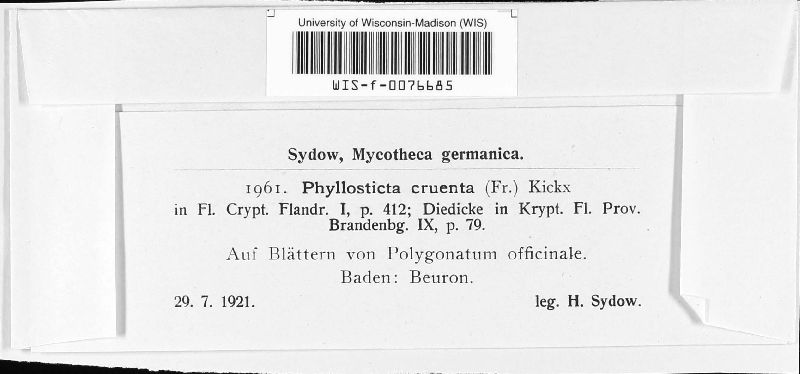 University of Wisconsin-Madison (WIS)
WIS-f-0076685
Sydow, Mycotheca germanica.
1961. Phyllosticta cruenta (Fr.) Kickx
in Fl. Crypt. Flandr. I, p. 412; Diedicke in Krypt. Fl. Prov.
Brandenbg. IX, p. 79.
Auf Blättern von Polygonatum officinale.
Baden: Beuron.
29. 7. 1921. leg. H. Sydow.